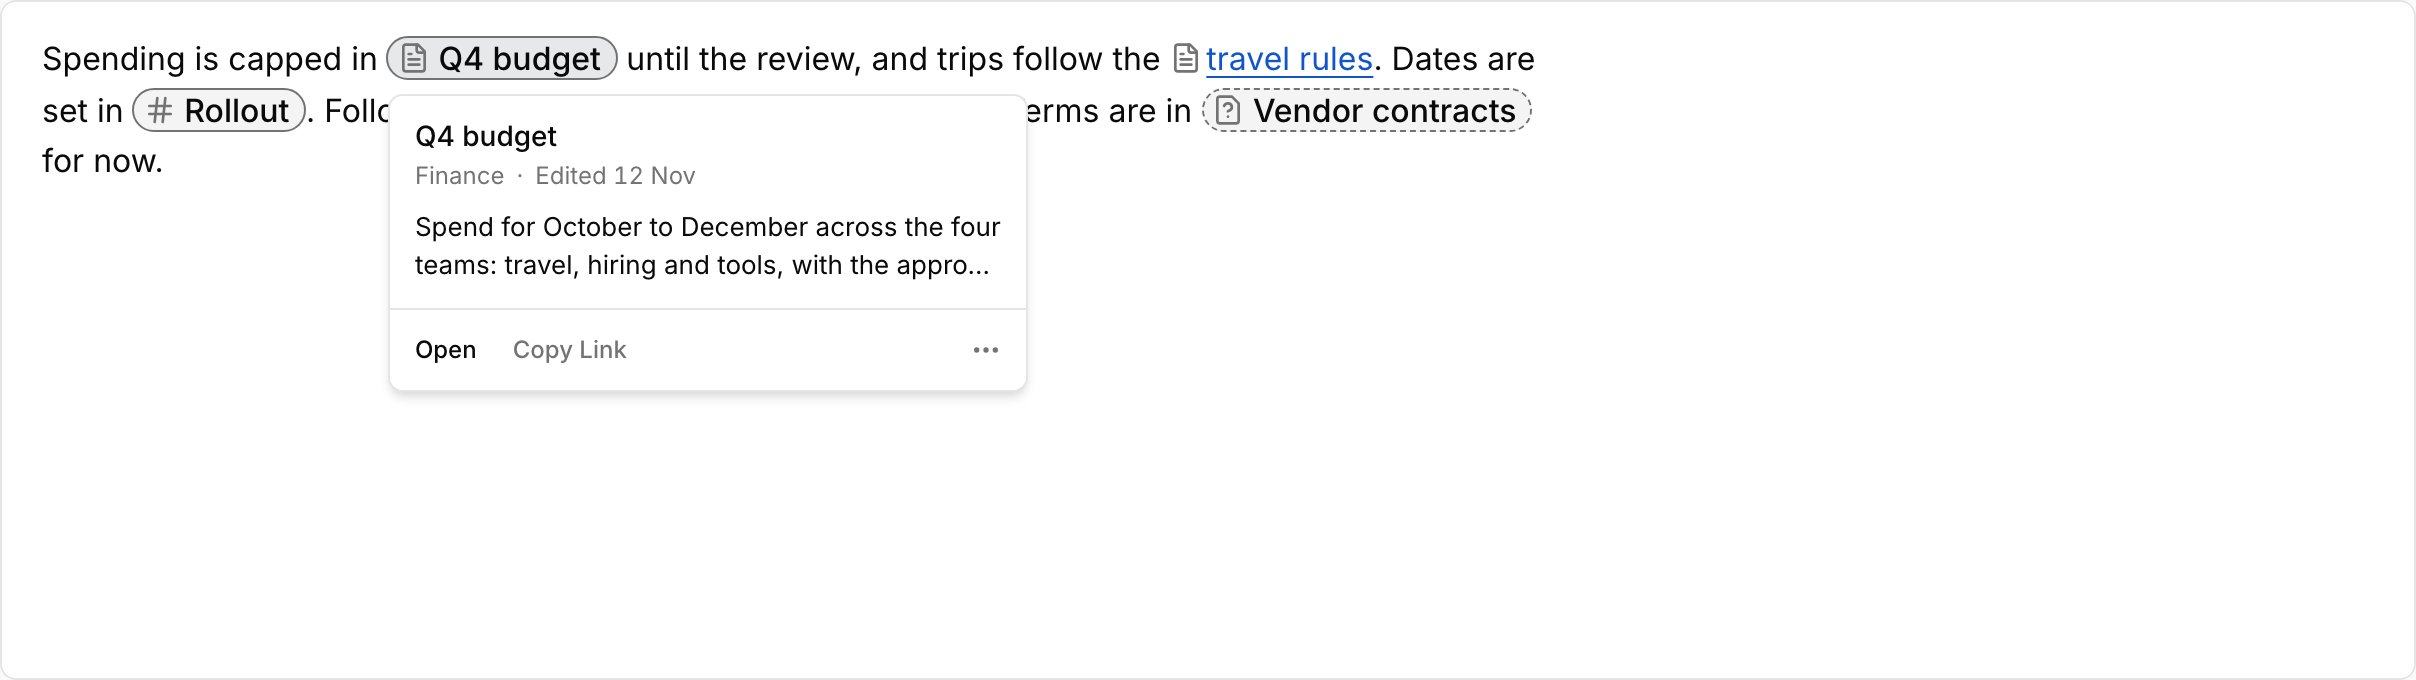 Spending is capped in Q4 budget until the review, and trips follow the travel rules. Dates are
set in # Rollout. Follo erms are in Vendor contracts
for now.
Q4 budget
Finance · Edited 12 Nov
Spend for October to December across the four
teams: travel, hiring and tools, with the appro...
Open Copy Link